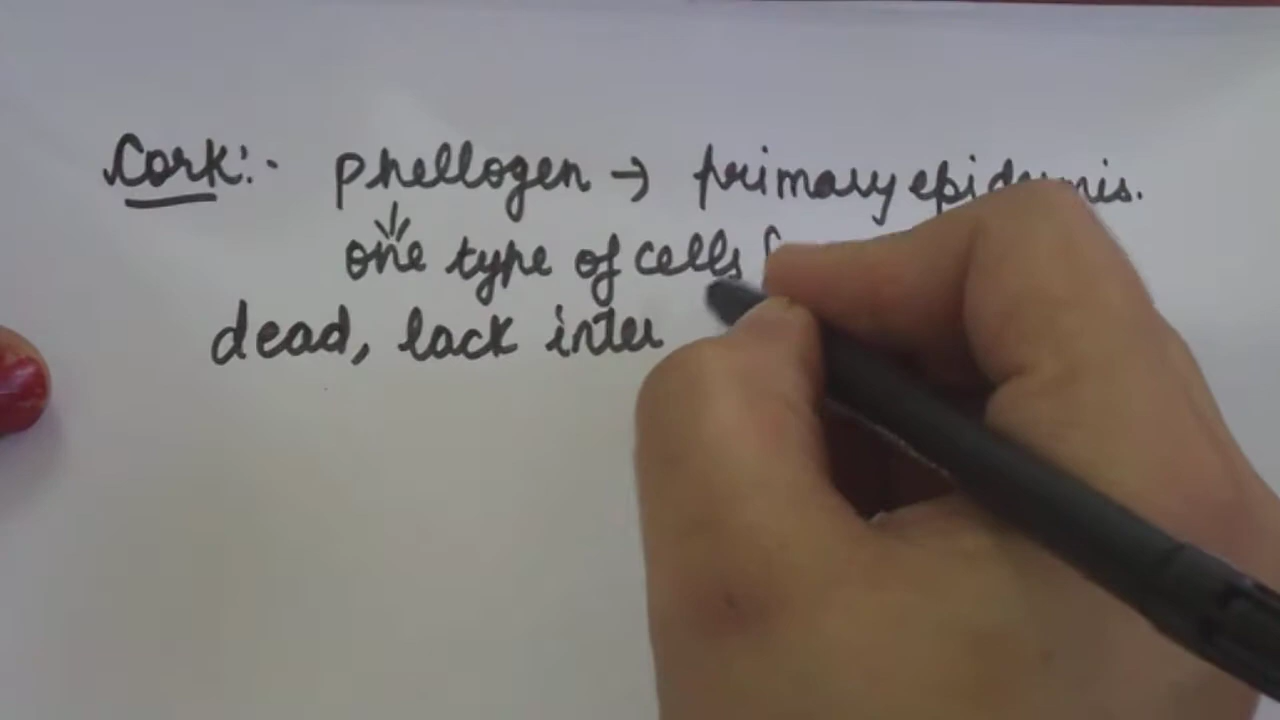 Cork:- phellogen → primary epidermis.
one type of cells
dead, lack inter